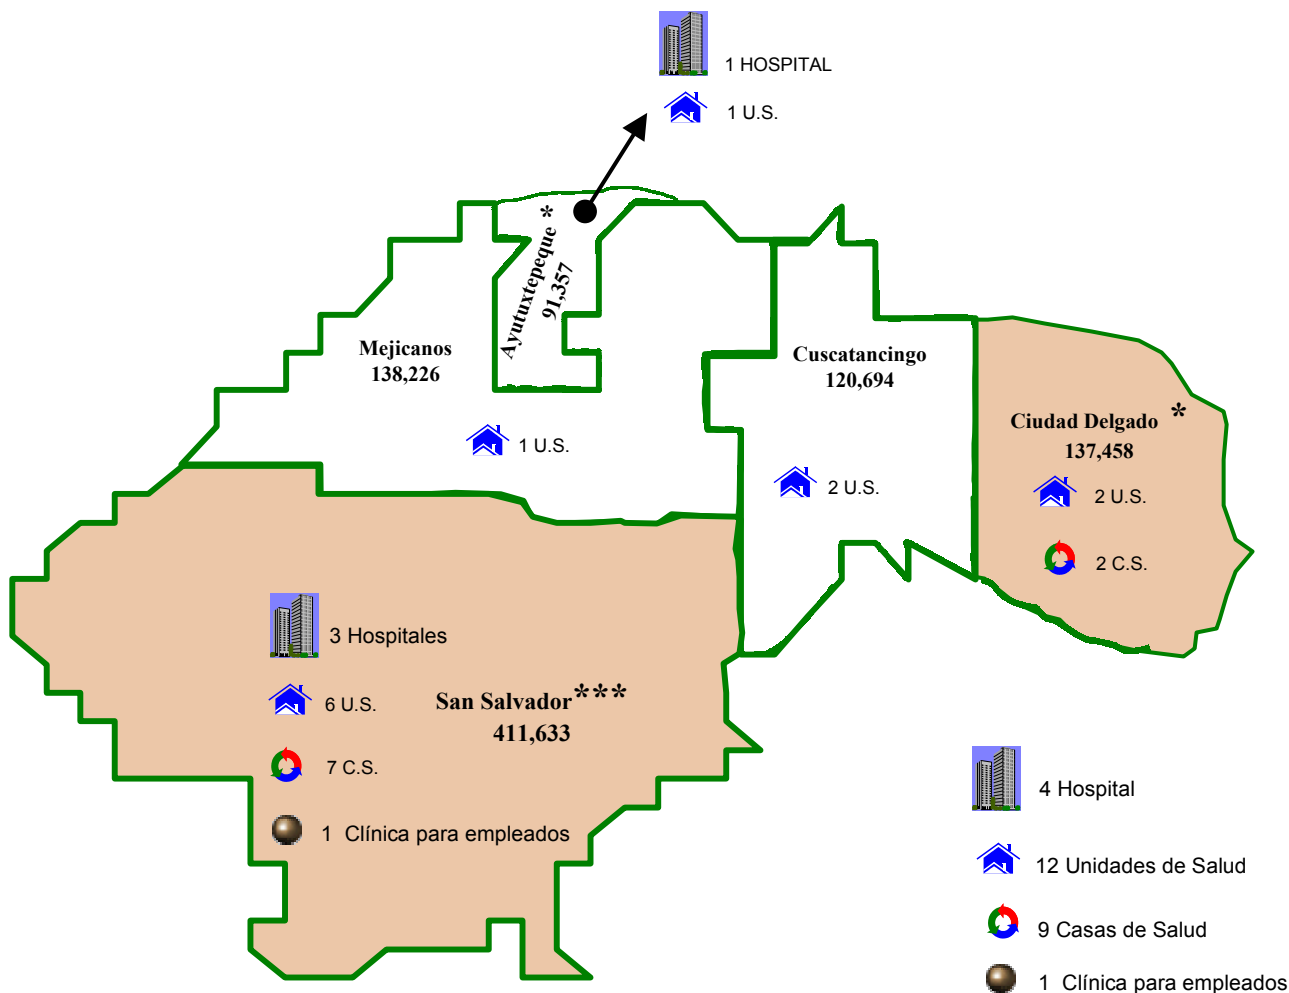 1 HOSPITAL
1 U.S.
Ayutuxtepeque *
91,357
Mejicanos
138,226
1 U.S.
Cuscatancingo
120,694
2 U.S.
Ciudad Delgado *
137,458
2 U.S.
2 C.S.
3 Hospitales
6 U.S.
7 C.S.
1 Clínica para empleados
San Salvador***
411,633
4 Hospital
12 Unidades de Salud
9 Casas de Salud
1 Clínica para empleados